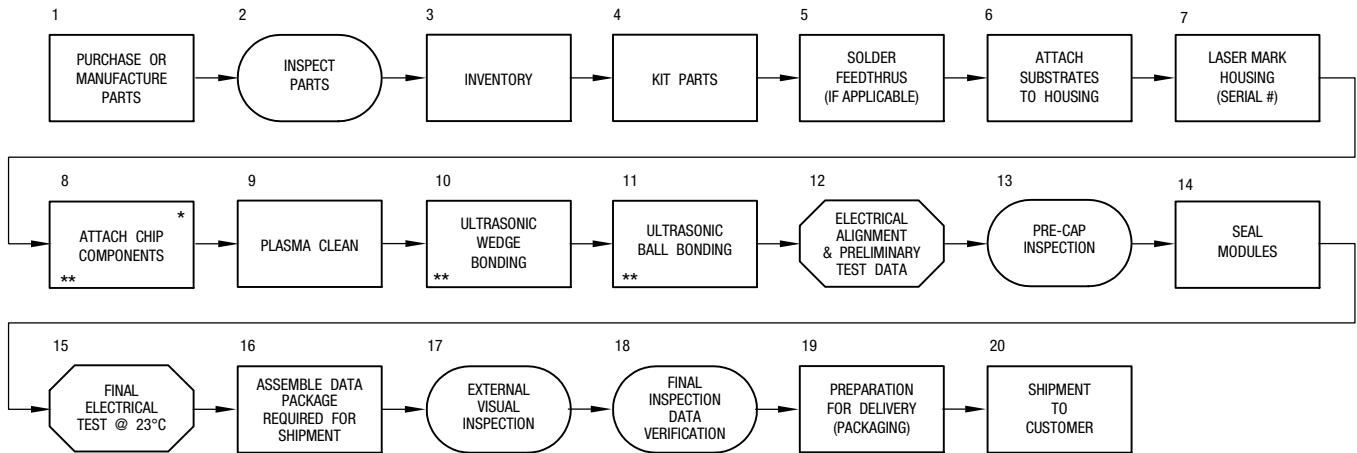 1
PURCHASE OR
MANUFACTURE
PARTS
2
INSPECT
PARTS
3
INVENTORY
4
KIT PARTS
5
SOLDER
FEEDTHRUS
(IF APPLICABLE)
6
ATTACH
SUBSTRATES
TO HOUSING
7
LASER MARK
HOUSING
(SERIAL #)
8
*
ATTACH CHIP
COMPONENTS
**
9
PLASMA CLEAN
10
ULTRASONIC
WEDGE
BONDING
**
11
ULTRASONIC
BALL BONDING
**
12
ELECTRICAL
ALIGNMENT
& PRELIMINARY
TEST DATA
13
PRE-CAP
INSPECTION
14
SEAL
MODULES
15
FINAL
ELECTRICAL
TEST @ 23°C
16
ASSEMBLE DATA
PACKAGE
REQUIRED FOR
SHIPMENT
17
EXTERNAL
VISUAL
INSPECTION
18
FINAL
INSPECTION
DATA
VERIFICATION
19
PREPARATION
FOR DELIVERY
(PACKAGING)
20
SHIPMENT
TO
CUSTOMER